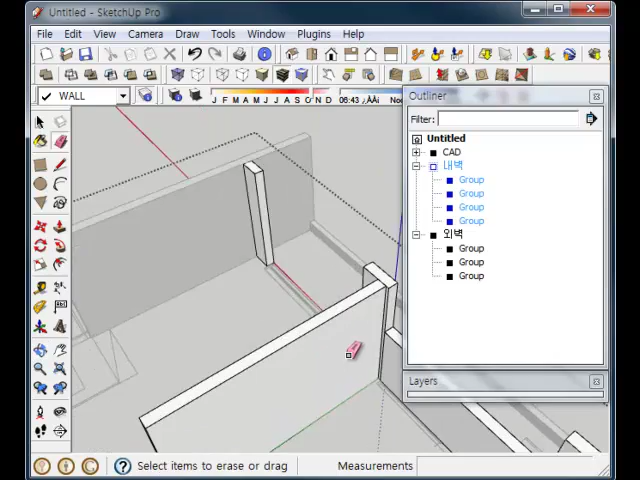 Untitled - SketchUp Pro
File Edit View Camera Draw Tools Window Plugins Help
WALL
J F M A M J J A S O N D 06:43
Outliner
Filter:
Untitled
CAD
내벽
Group
Group
Group
Group
외벽
Group
Group
Group
Layers
Select items to erase or drag
Measurements